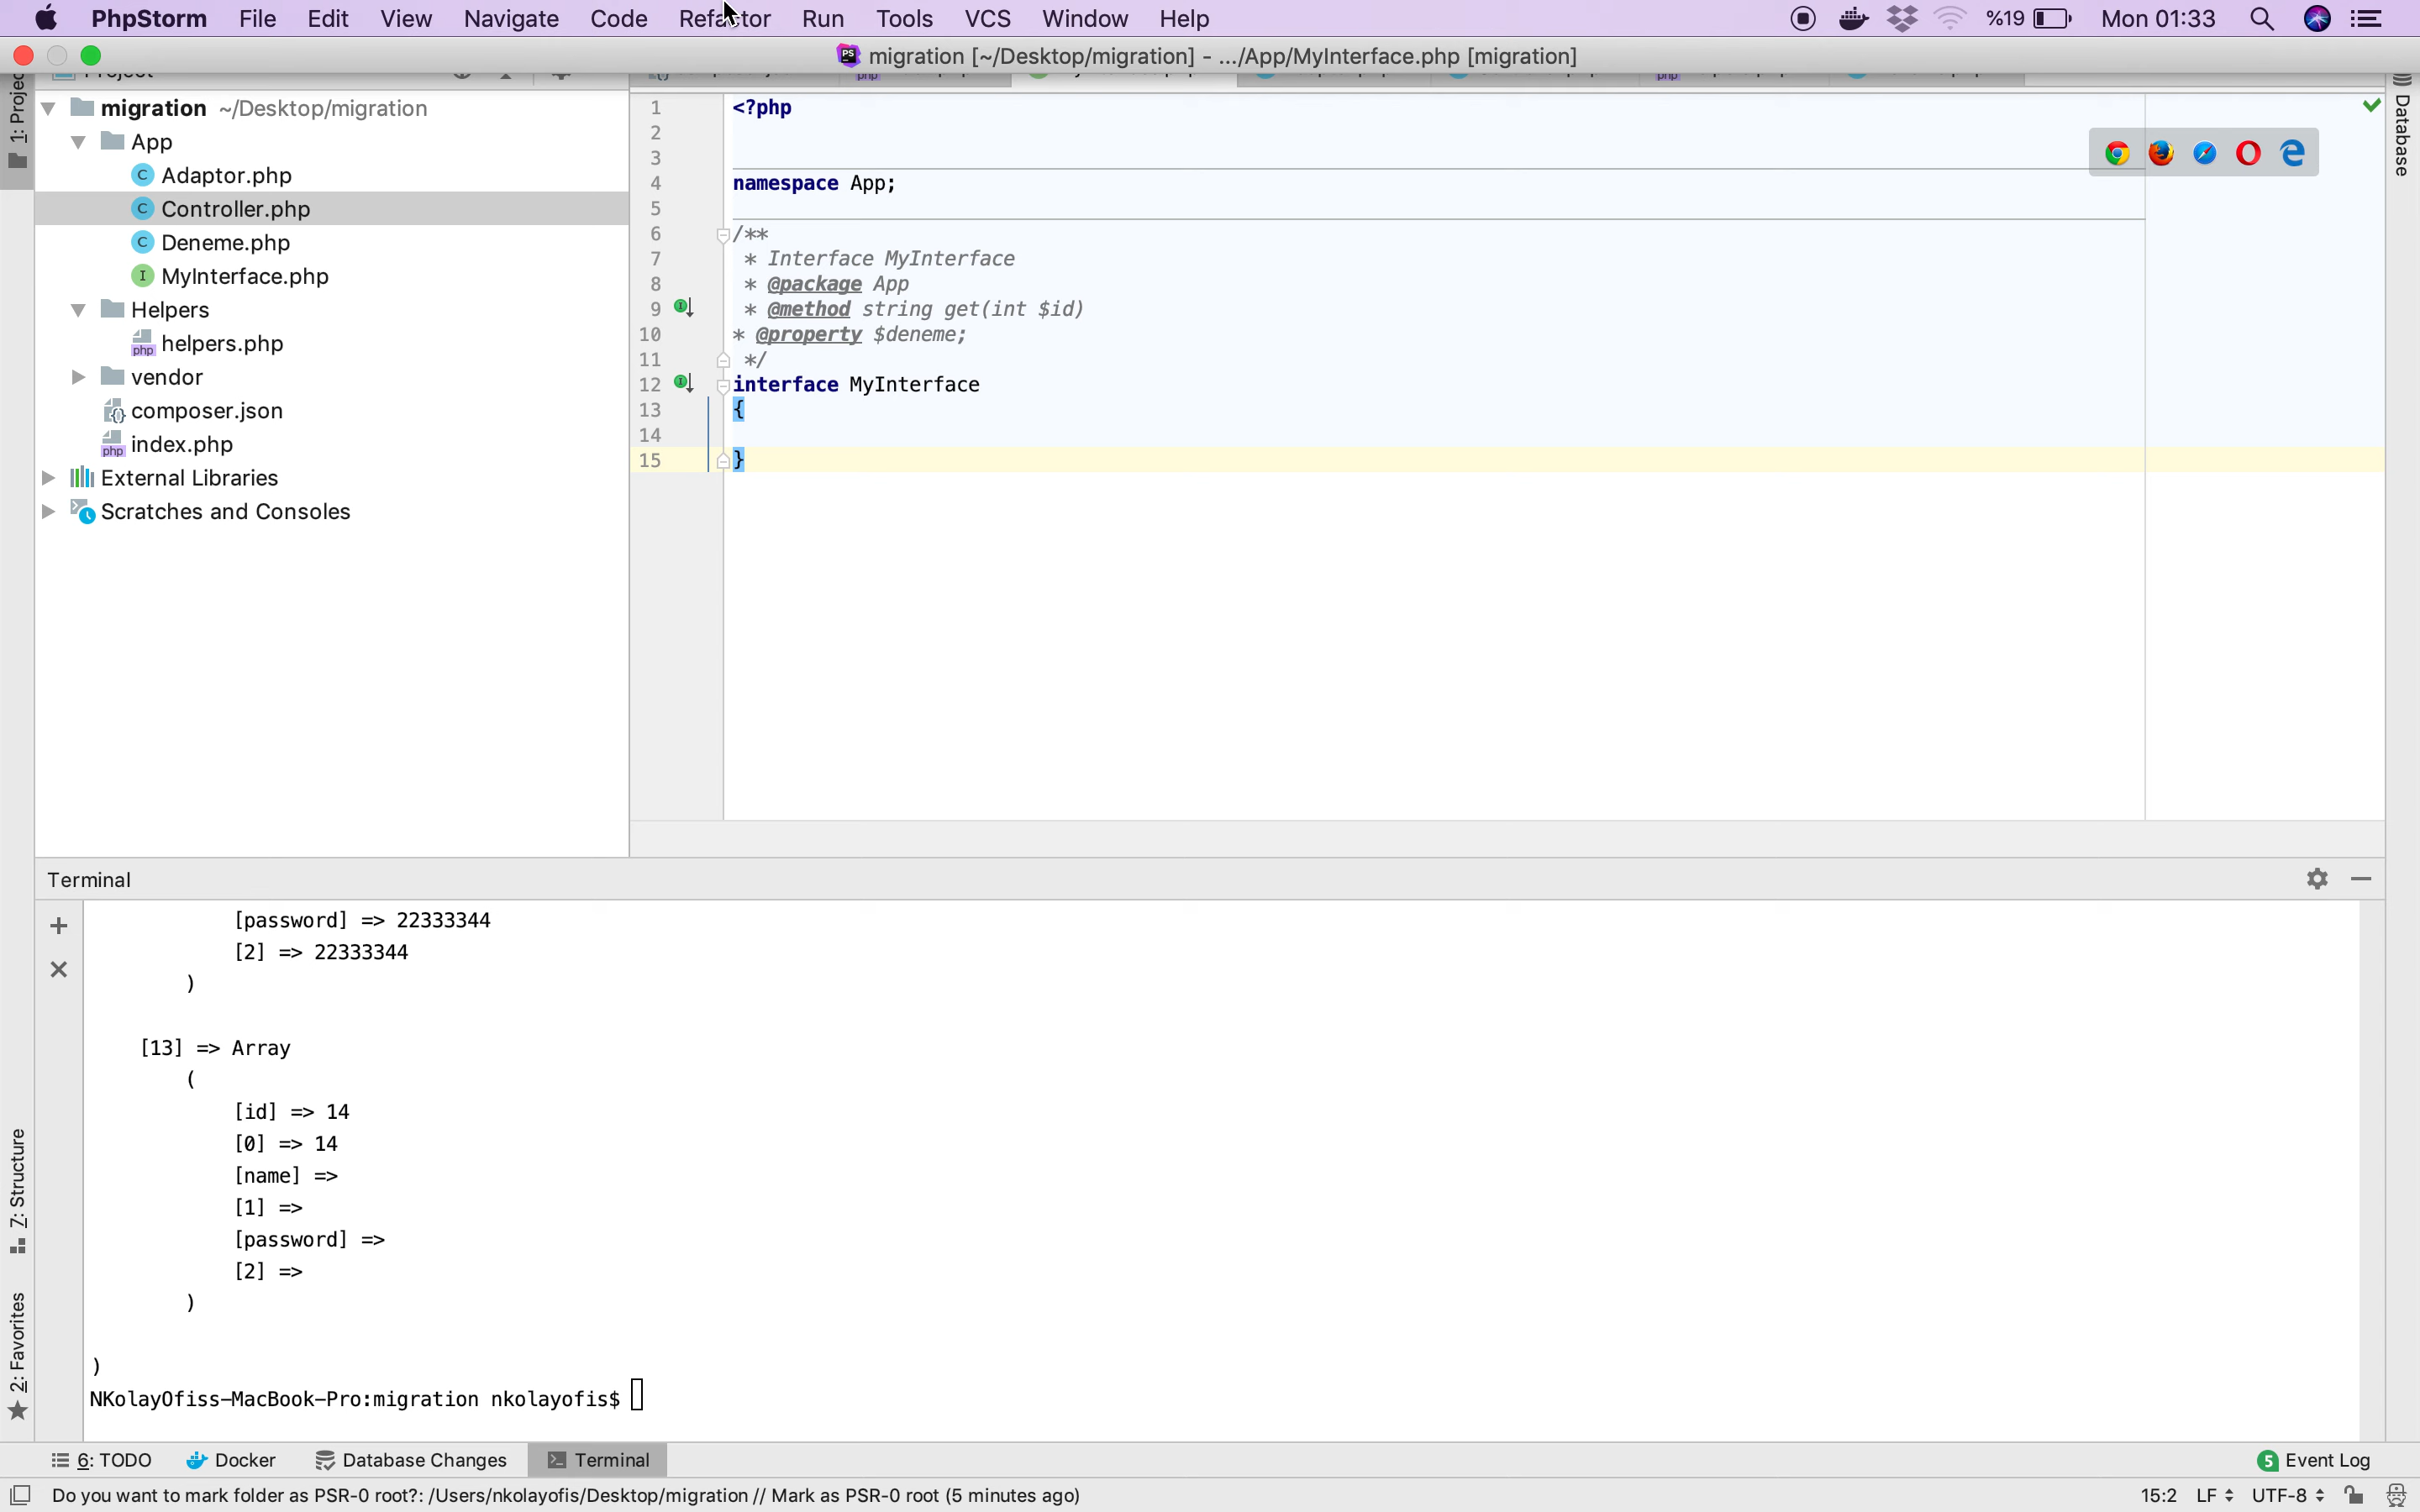 PhpStorm File Edit View Navigate Code Refactor Run Tools VCS Window Help %19 Mon 01:33
migration [~/Desktop/migration] - .../App/MyInterface.php [migration]
1: Project
migration ~/Desktop/migration
App
Adaptor.php
Controller.php
Deneme.php
MyInterface.php
Helpers
helpers.php
vendor
composer.json
index.php
External Libraries
Scratches and Consoles
1 <?php
2
3
4 namespace App;
5
6 /**
7 * Interface MyInterface
8 * @package App
9 * @method string get(int $id)
10 * @property $deneme;
11 */
12 interface MyInterface
13 {
14
15 }
Database
Terminal
[password] => 22333344
[2] => 22333344
)
[13] => Array
(
[id] => 14
[0] => 14
[name] =>
[1] =>
[password] =>
[2] =>
)
)
NKolayOfiss-MacBook-Pro:migration nkolayofis$
7: Structure
2: Favorites
6: TODO Docker Database Changes Terminal 5 Event Log
Do you want to mark folder as PSR-0 root?: /Users/nkolayofis/Desktop/migration // Mark as PSR-0 root (5 minutes ago) 15:2 LF UTF-8